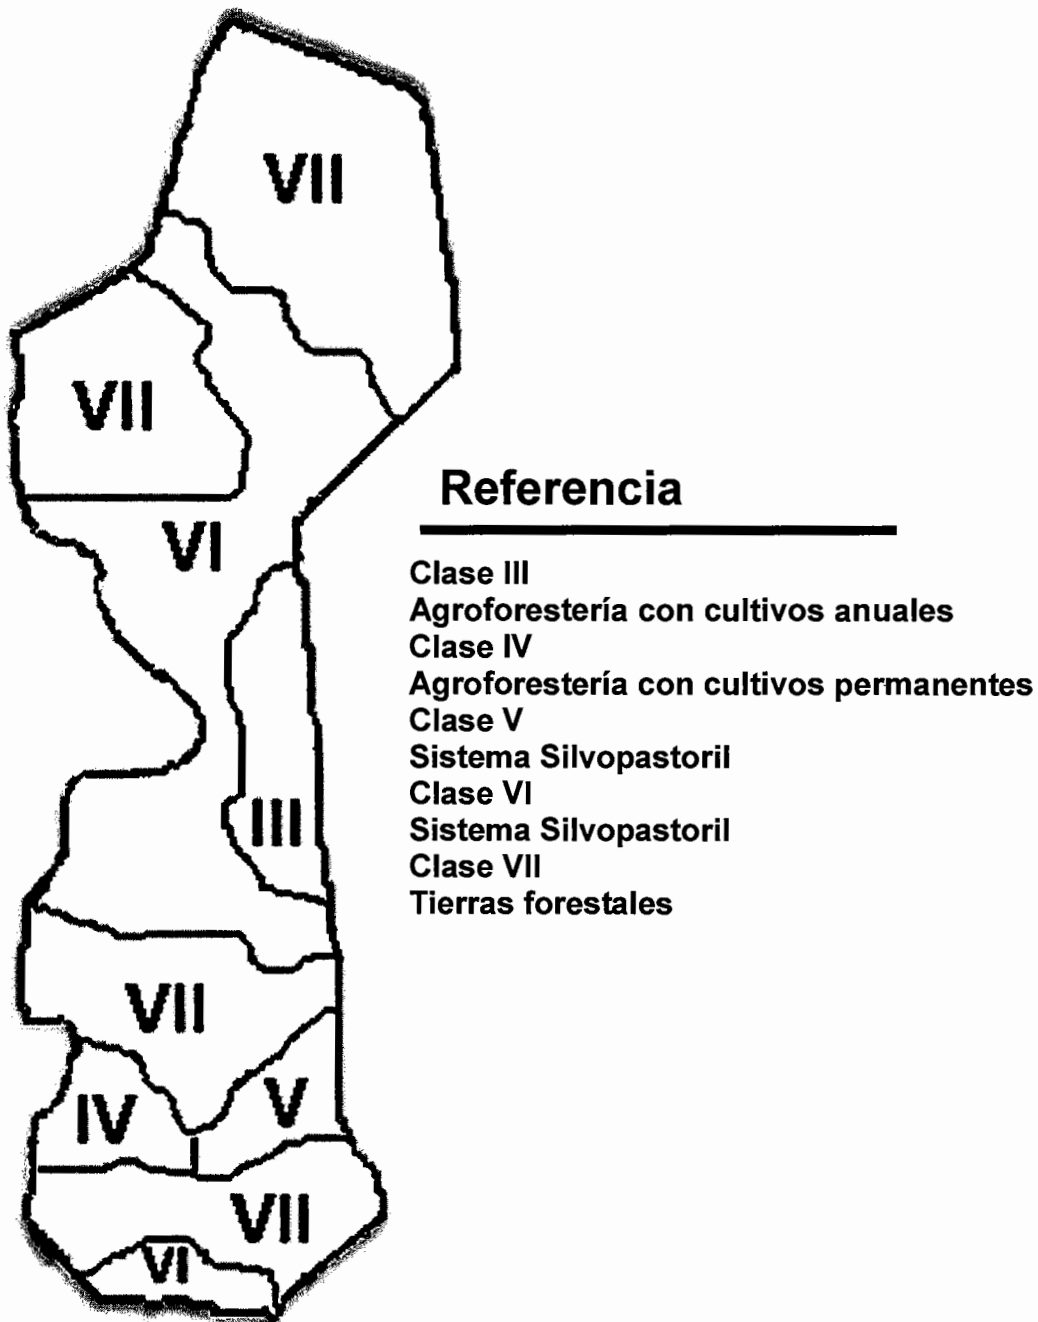 VII
VII
VI
III
VII
IV
V
VII
VI
Referencia
Clase III
Agroforestería con cultivos anuales
Clase IV
Agroforestería con cultivos permanentes
Clase V
Sistema Silvopastoril
Clase VI
Sistema Silvopastoril
Clase VII
Tierras forestales